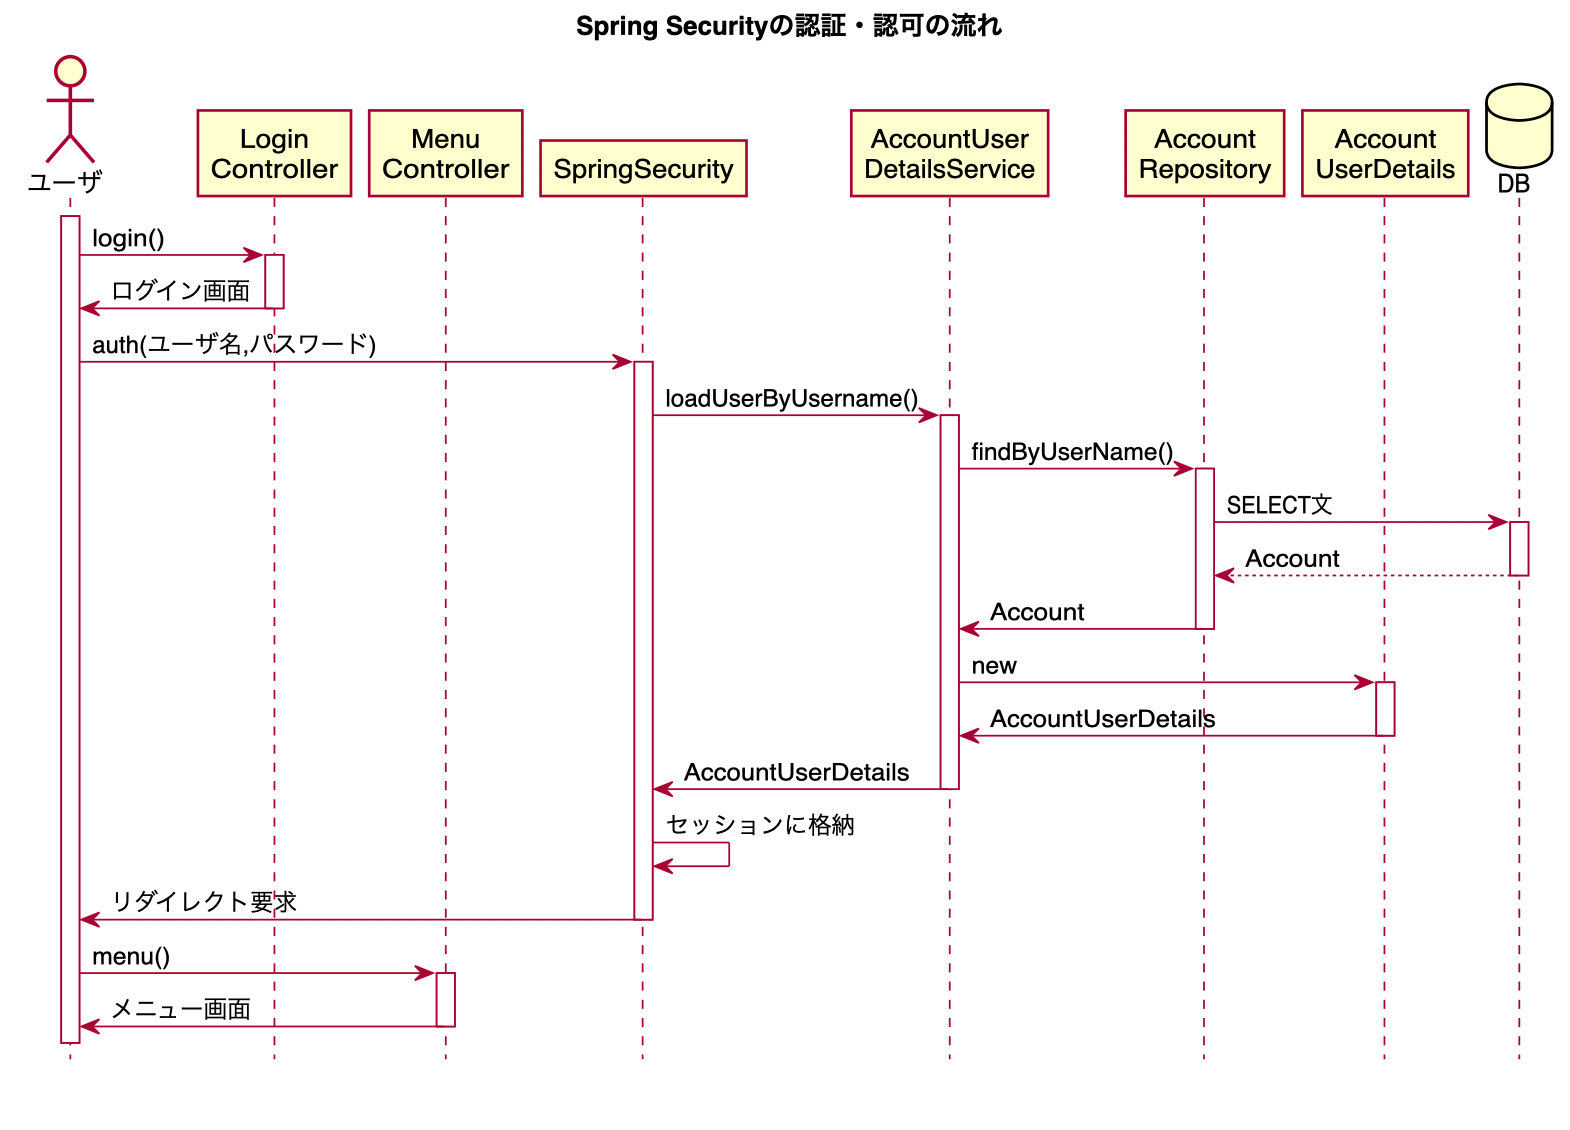 Spring Securityの認証・認可の流れ
ユーザ
Login
Controller
Menu
Controller
SpringSecurity
AccountUser
DetailsService
Account
Repository
Account
UserDetails
DB
login()
ログイン画面
auth(ユーザ名,パスワード)
loadUserByUsername()
findByUserName()
SELECT文
Account
Account
new
AccountUserDetails
AccountUserDetails
セッションに格納
リダイレクト要求
menu()
メニュー画面